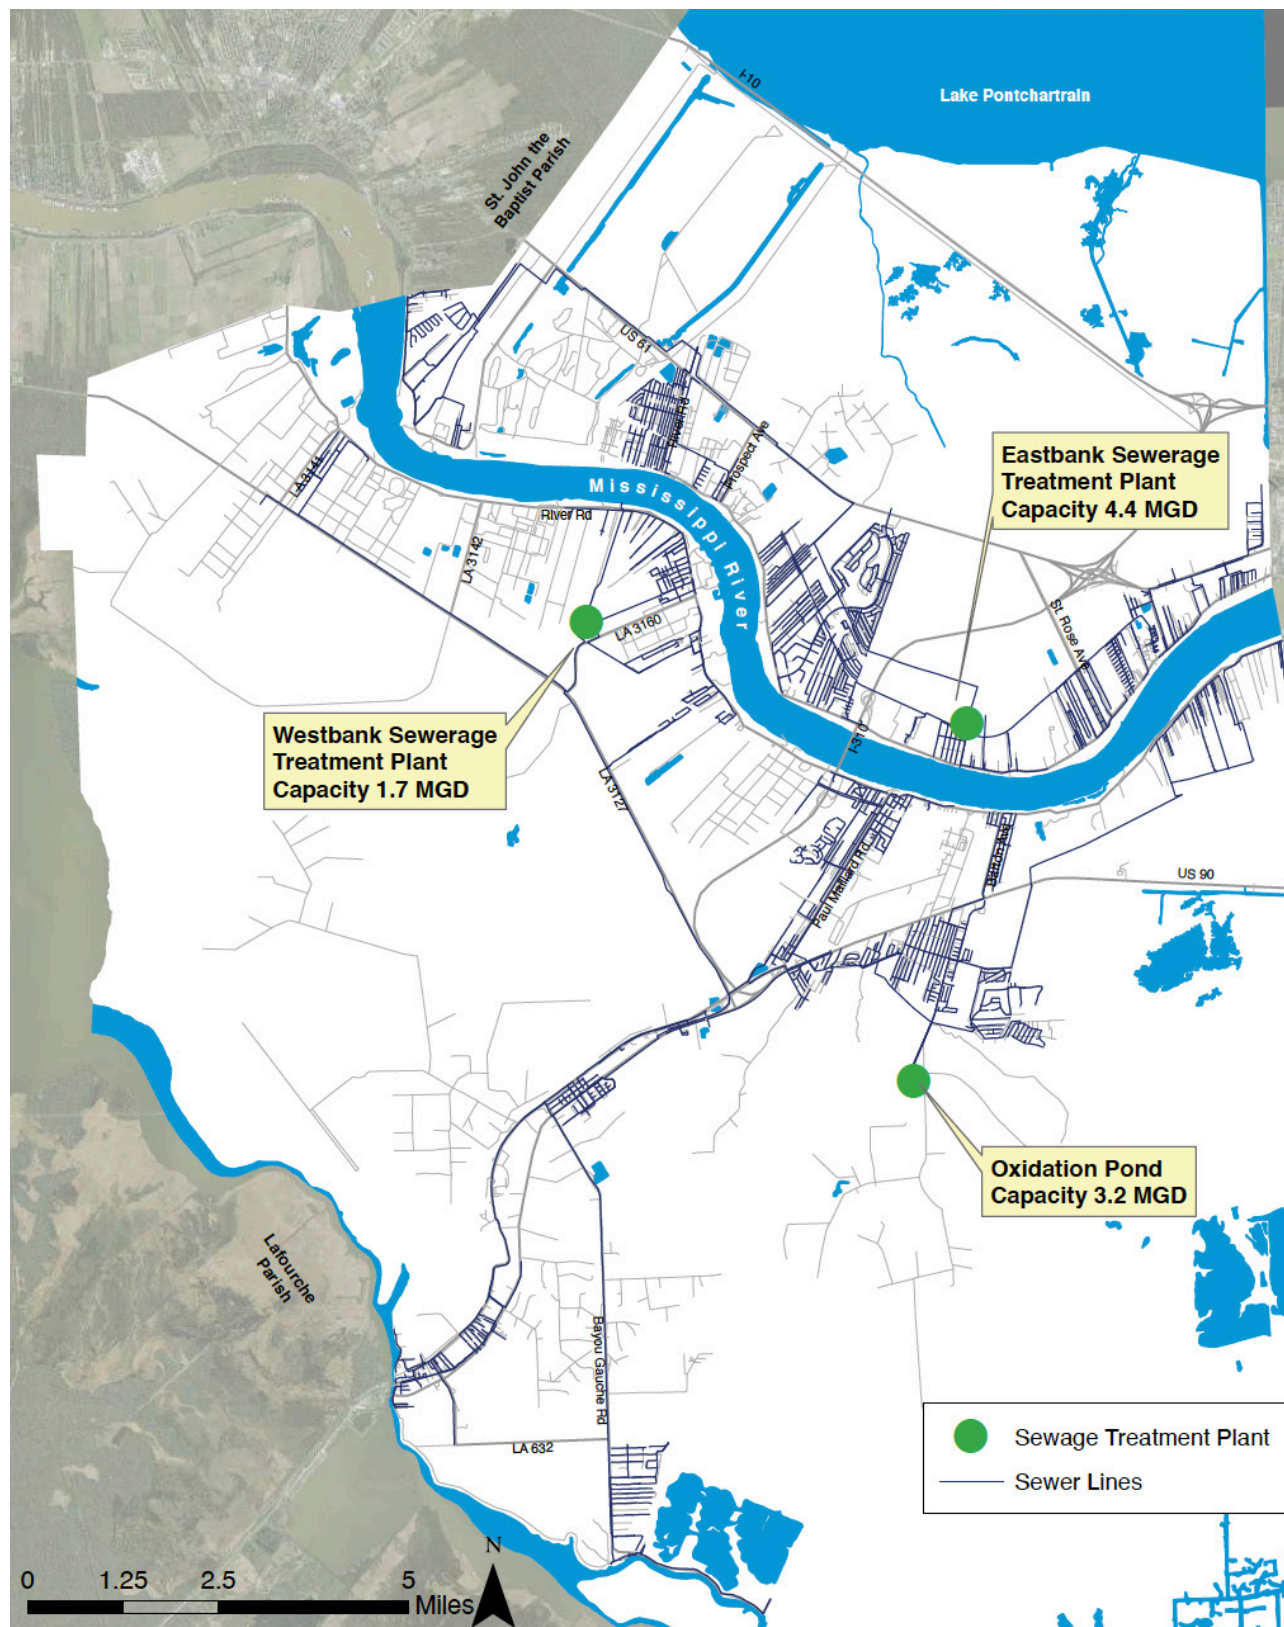 I-10
Lake Pontchartrain
St. John the
Baptist Parish
US 61
River Rd
Prospect Ave
Eastbank Sewerage
Treatment Plant
Capacity 4.4 MGD
LA 3141
Mississippi River
River Rd
LA 3142
LA 3160
St. Rose Ave
Westbank Sewerage
Treatment Plant
Capacity 1.7 MGD
I-310
LA 3127
Paul Maillard Rd
Barton Ave
US 90
Oxidation Pond
Capacity 3.2 MGD
Lafourche
Parish
Bayou Gauche Rd
LA 632
Sewage Treatment Plant
Sewer Lines
N
0 1.25 2.5 5
Miles